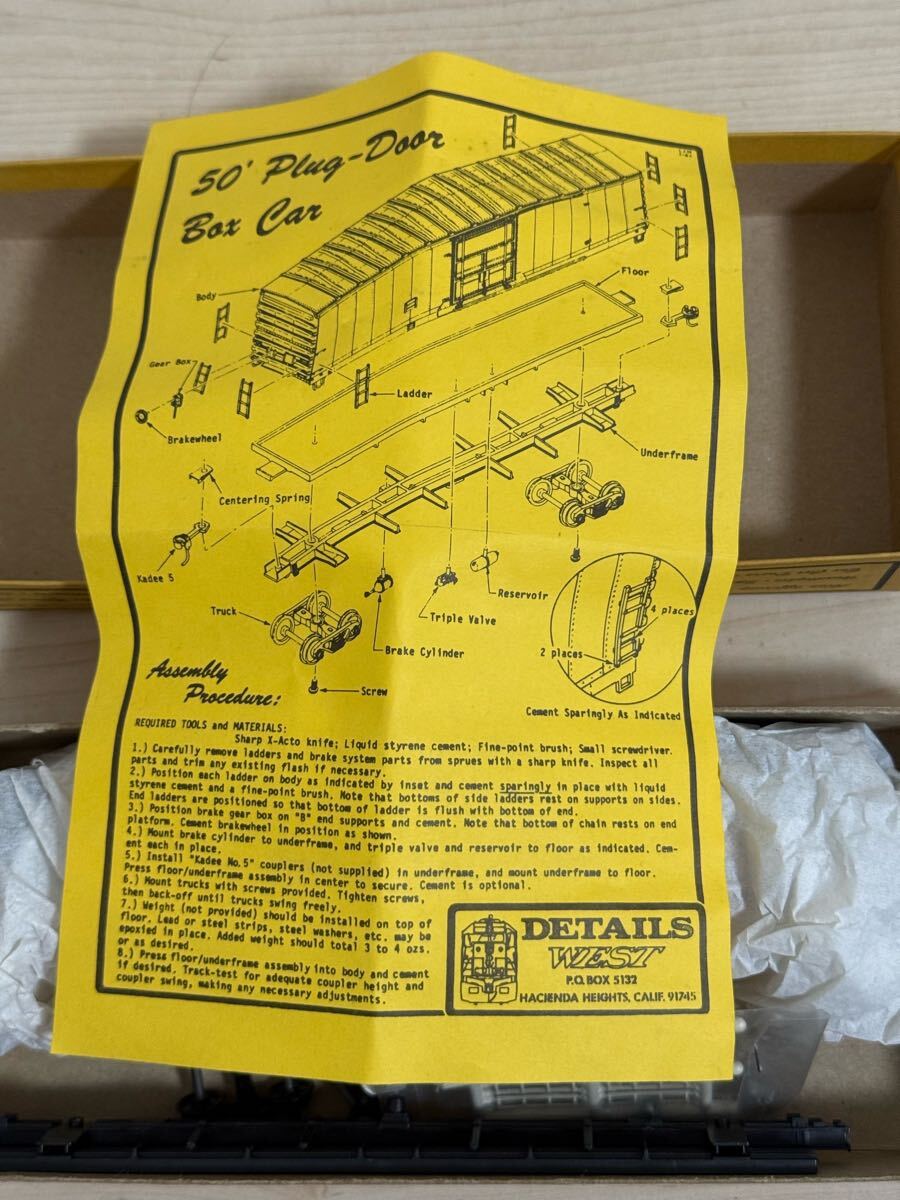 50' Plug-Door
Box Car
Body
Floor
Gear Box
Ladder
Brakewheel
Underframe
Centering Spring
Kadee 5
Reservoir
Triple Valve
4 places
2 places
Truck
Brake Cylinder
Screw
Cement Sparingly As Indicated
Assembly
Procedure:
REQUIRED TOOLS and MATERIALS:
Sharp X-Acto knife; Liquid styrene cement; Fine-point brush; Small screwdriver.
1.) Carefully remove ladders and brake system parts from sprues with a sharp knife. Inspect all
parts and trim any existing flash if necessary.
2.) Position each ladder on body as indicated by inset and cement sparingly in place with liquid
styrene cement and a fine-point brush. Note that bottoms of side ladders rest on supports on sides.
End ladders are positioned so that bottom of ladder is flush with bottom of end.
3.) Position brake gear box on "B" end supports and cement. Note that bottom of chain rests on end
platform. Cement brakewheel in position as shown.
4.) Mount brake cylinder to underframe, and triple valve and reservoir to floor as indicated. Cem-
ent each in place.
5.) Install "Kadee No.5" couplers (not supplied) in underframe, and mount underframe to floor.
Press floor/underframe assembly in center to secure. Cement is optional.
6.) Mount trucks with screws provided. Tighten screws,
then back-off until trucks swing freely.
7.) Weight (not provided) should be installed on top of
floor. Lead or steel strips, steel washers, etc. may be
epoxied in place. Added weight should total 3 to 4 ozs.
or as desired.
8.) Press floor/underframe assembly into body and cement
if desired. Track-test for adequate coupler height and
coupler swing, making any necessary adjustments.
DETAILS
WEST
P.O. BOX 5132
HACIENDA HEIGHTS, CALIF. 91745